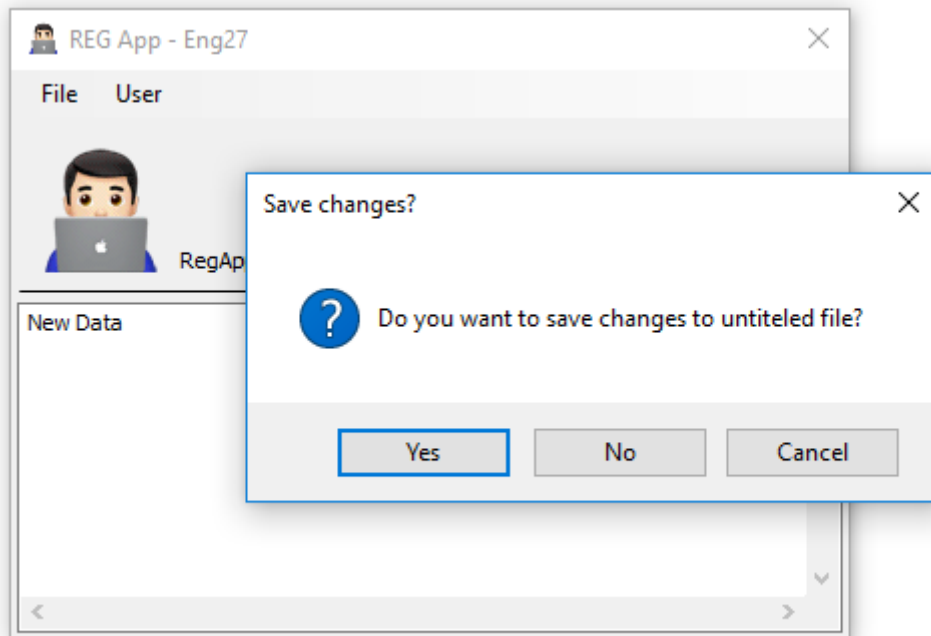 REG App - Eng27
File User
Save changes?
RegAp
New Data
Do you want to save changes to untiteled file?
Yes No Cancel